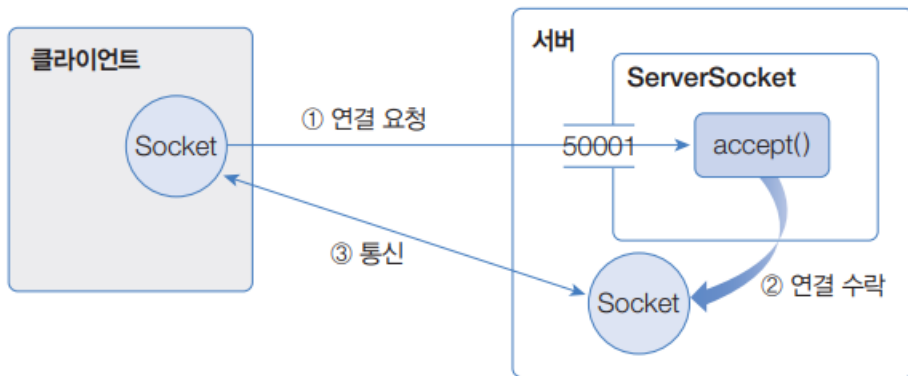 클라이언트
Socket
① 연결 요청
③ 통신
서버
ServerSocket
50001
accept()
② 연결 수락
Socket